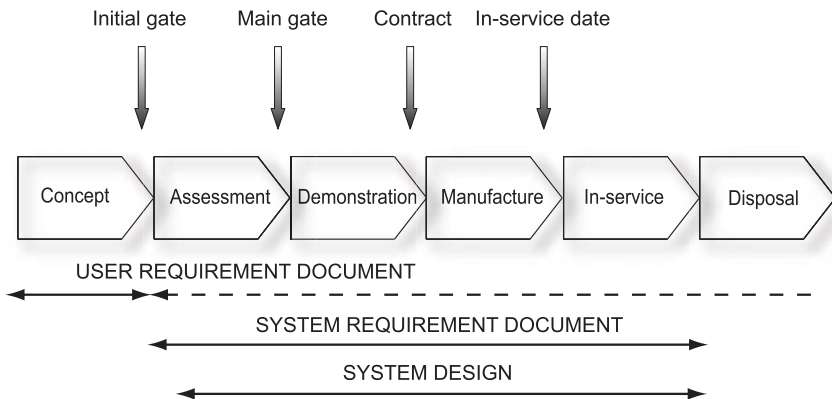 Initial gate Main gate Contract In-service date
Concept Assessment Demonstration Manufacture In-service Disposal
USER REQUIREMENT DOCUMENT
SYSTEM REQUIREMENT DOCUMENT
SYSTEM DESIGN